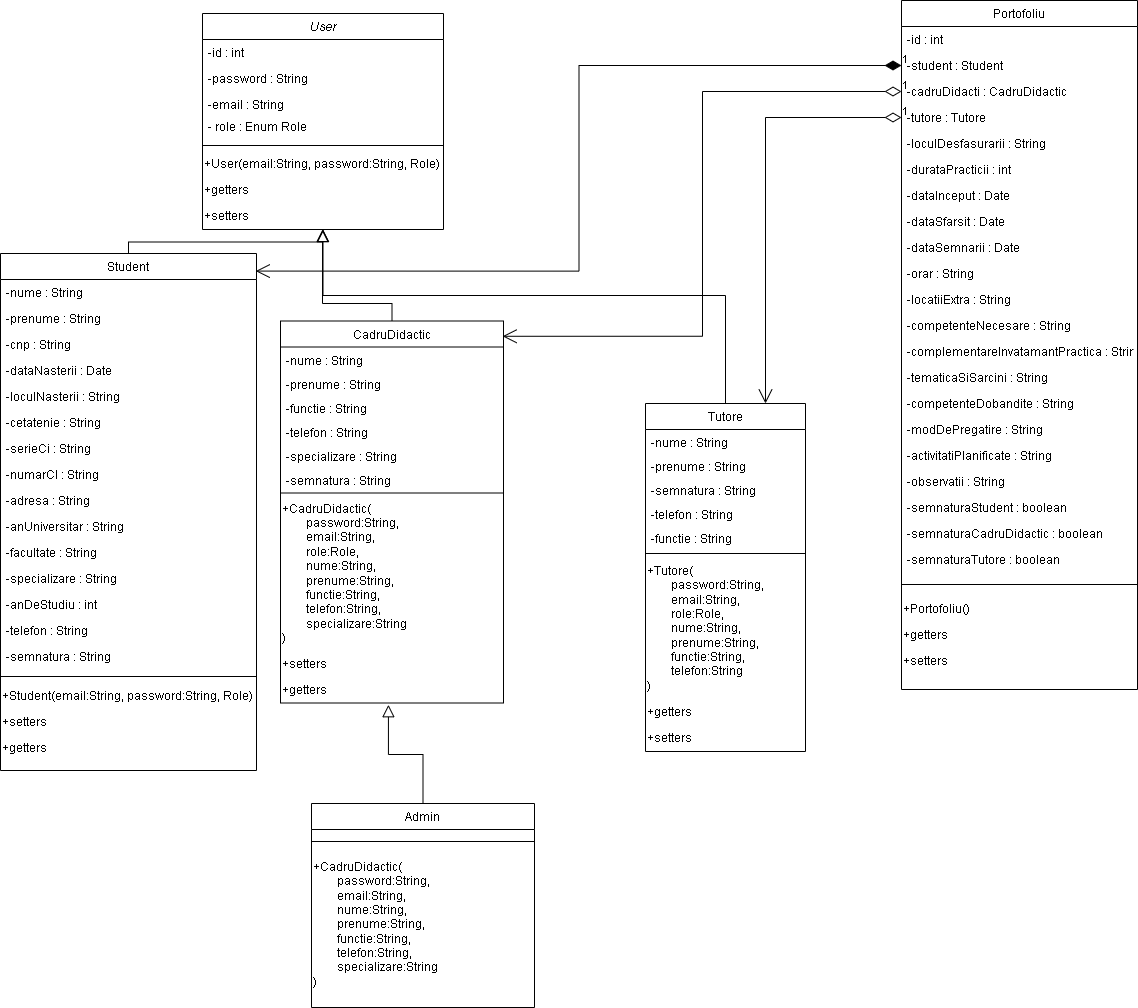 User
-id : int
-password : String
-email : String
- role : Enum Role
+User(email:String, password:String, Role)
+getters
+setters
Portofoliu
-id : int
1
-student : Student
1
-cadruDidacti : CadruDidactic
1
-tutore : Tutore
-loculDesfasurarii : String
-durataPracticii : int
-dataInceput : Date
-dataSfarsit : Date
-dataSemnarii : Date
-orar : String
-locatiiExtra : String
-competenteNecesare : String
-complementareInvatamantPractica : Strin
-tematicaSiSarcini : String
-competenteDobandite : String
-modDePregatire : String
-activitatiPlanificate : String
-observatii : String
-semnaturaStudent : boolean
-semnaturaCadruDidactic : boolean
-semnaturaTutore : boolean
+Portofoliu()
+getters
+setters
Student
-nume : String
-prenume : String
-cnp : String
-dataNasterii : Date
-loculNasterii : String
-cetatenie : String
-serieCi : String
-numarCI : String
-adresa : String
-anUniversitar : String
-facultate : String
-specializare : String
-anDeStudiu : int
-telefon : String
-semnatura : String
+Student(email:String, password:String, Role)
+setters
+getters
CadruDidactic
-nume : String
-prenume : String
-functie : String
-telefon : String
-specializare : String
-semnatura : String
+CadruDidactic(
password:String,
email:String,
role:Role,
nume:String,
prenume:String,
functie:String,
telefon:String,
specializare:String
)
+setters
+getters
Tutore
-nume : String
-prenume : String
-semnatura : String
-telefon : String
-functie : String
+Tutore(
password:String,
email:String,
role:Role,
nume:String,
prenume:String,
functie:String,
telefon:String
)
+getters
+setters
Admin
+CadruDidactic(
password:String,
email:String,
nume:String,
prenume:String,
functie:String,
telefon:String,
specializare:String
)